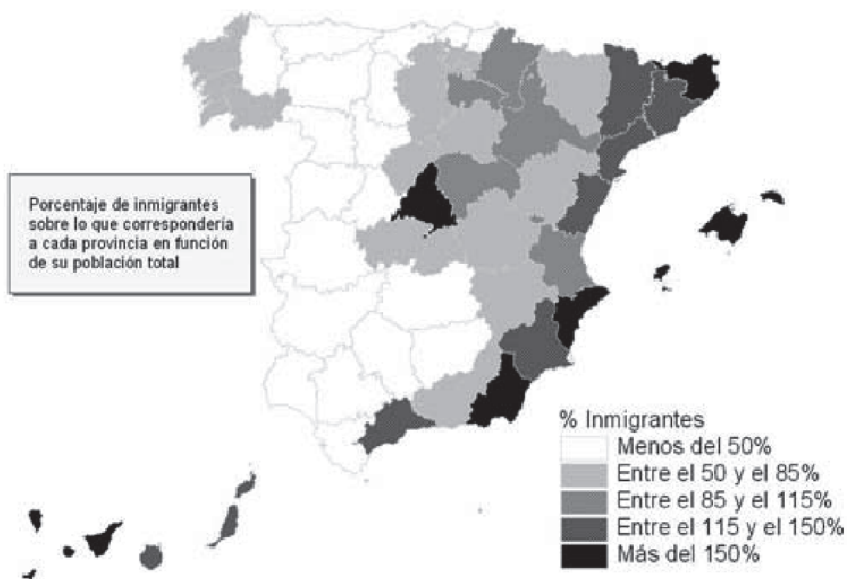 Porcentaje de inmigrantes
sobre lo que correspondería
a cada provincia en función
de su población total
% Inmigrantes
Menos del 50%
Entre el 50 y el 85%
Entre el 85 y el 115%
Entre el 115 y el 150%
Más del 150%